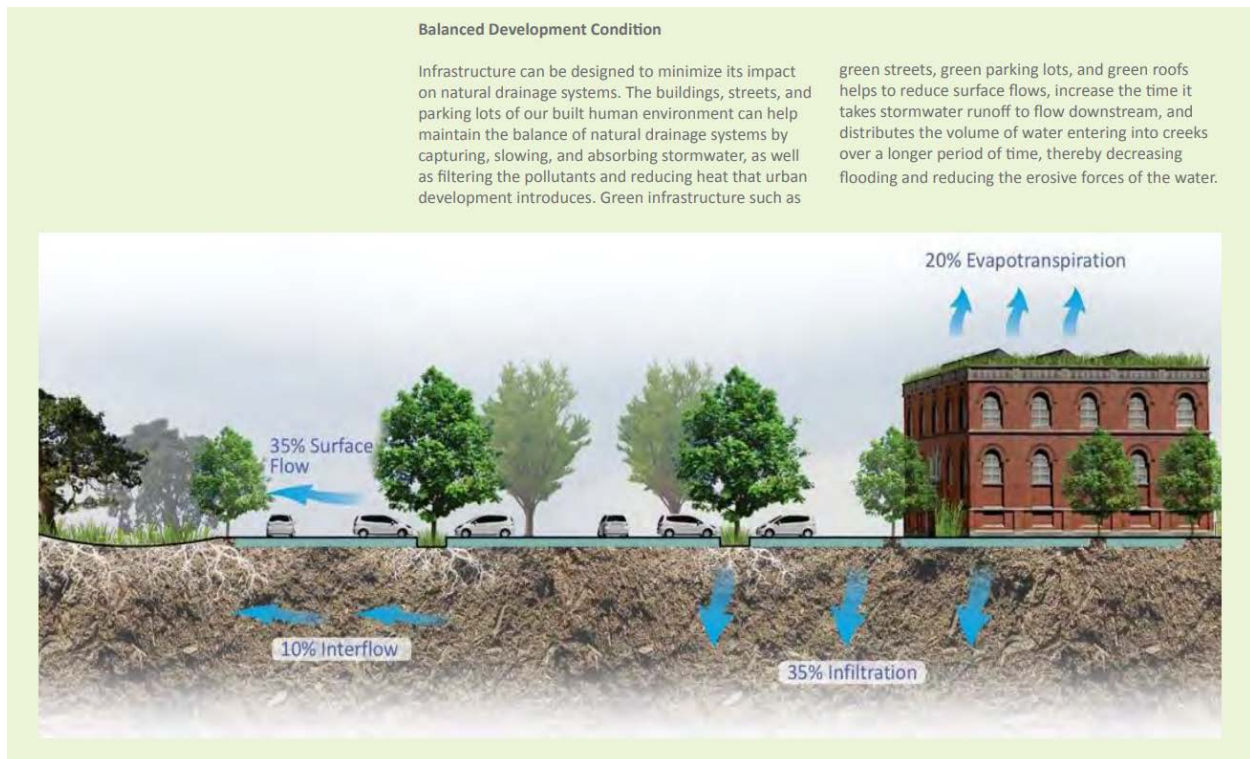 Balanced Development Condition
Infrastructure can be designed to minimize its impact
on natural drainage systems. The buildings, streets, and
parking lots of our built human environment can help
maintain the balance of natural drainage systems by
capturing, slowing, and absorbing stormwater, as well
as filtering the pollutants and reducing heat that urban
development introduces. Green infrastructure such as
green streets, green parking lots, and green roofs
helps to reduce surface flows, increase the time it
takes stormwater runoff to flow downstream, and
distributes the volume of water entering into creeks
over a longer period of time, thereby decreasing
flooding and reducing the erosive forces of the water.
20% Evapotranspiration
35% Surface
Flow
10% Interflow
35% Infiltration